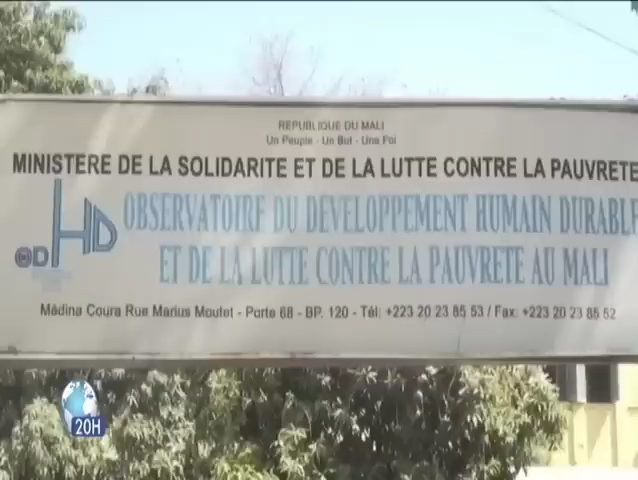 REPUBLIQUE DU MALI
Un Peuple - Un But - Une Foi
MINISTERE DE LA SOLIDARITE ET DE LA LUTTE CONTRE LA PAUVRETE
ODHD
OBSERVATOIRE DU DEVELOPPEMENT HUMAIN DURABLE
ET DE LA LUTTE CONTRE LA PAUVRETE AU MALI
Médina Coura Rue Marius Moutet - Porte 68 - BP. 120 - Tél: +223 20 23 85 53 / Fax: +223 20 23 85 52
20H